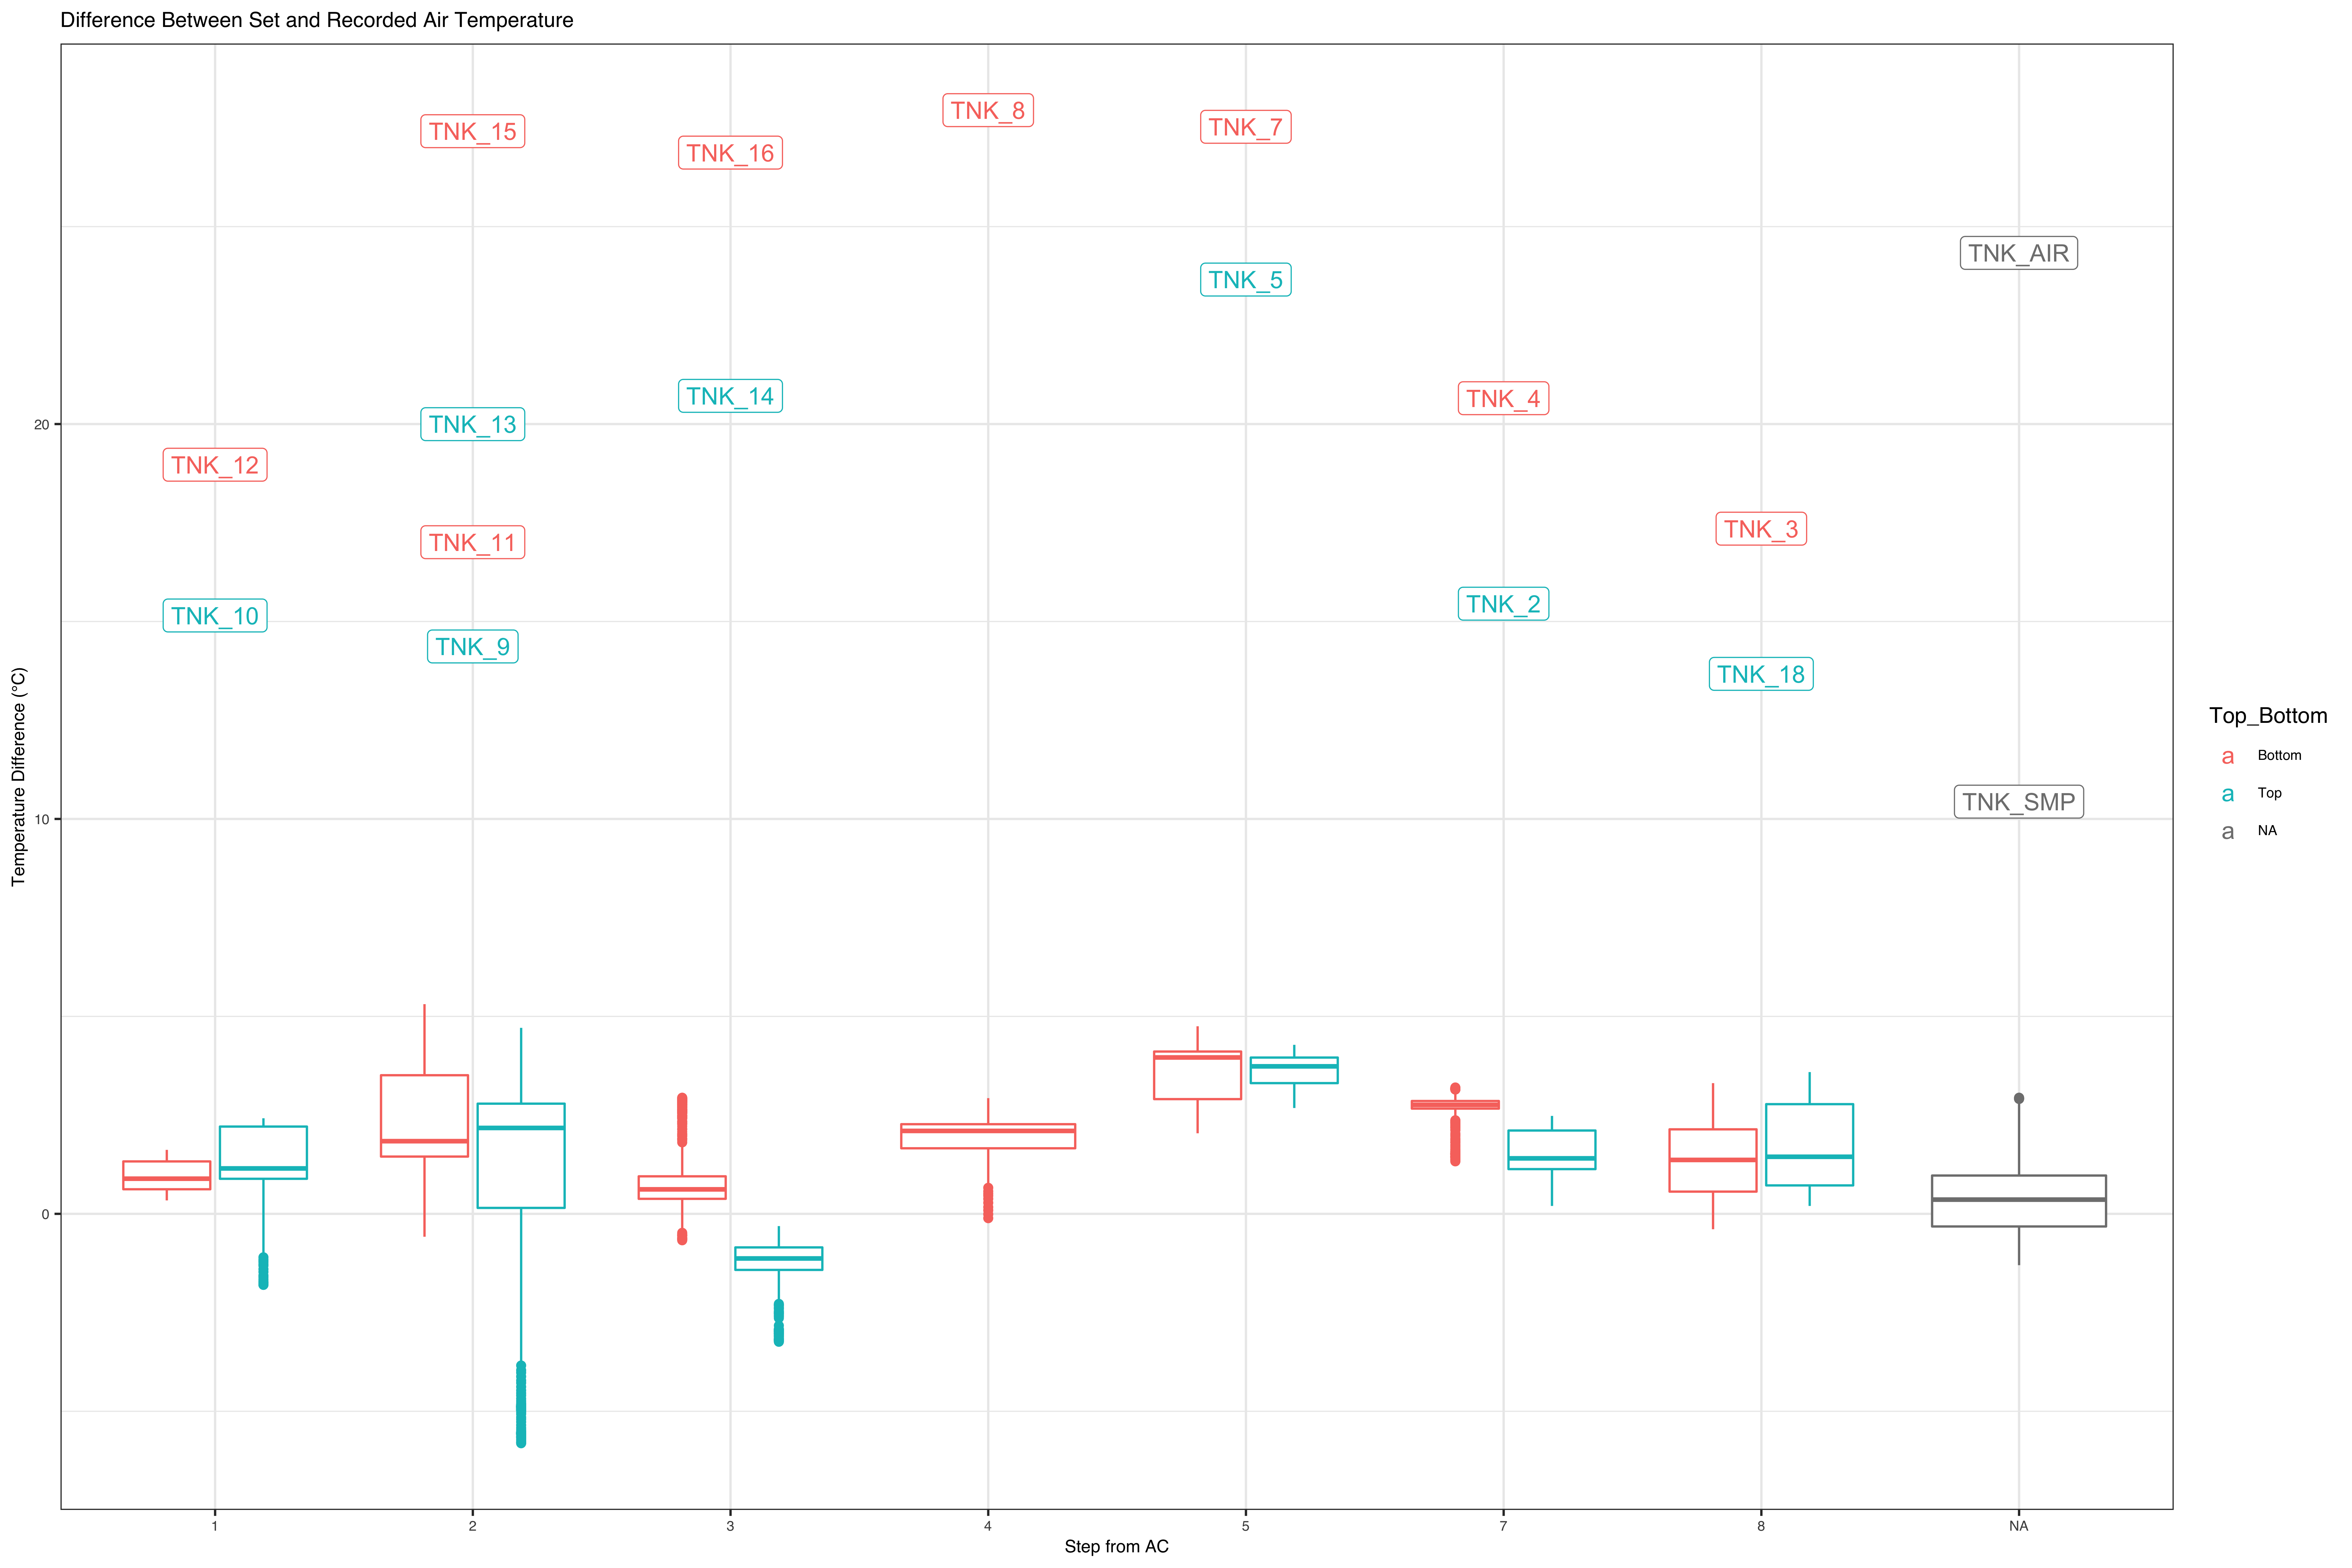 Difference Between Set and Recorded Air Temperature
TNK_8
TNK_7
TNK_15
TNK_16
TNK_AIR
TNK_5
TNK_14
TNK_4
TNK_13
TNK_12
TNK_3
TNK_11
TNK_2
TNK_10
TNK_9
TNK_18
TNK_SMP
20
10
0
Temperature Difference (°C)
1 2 3 4 5 7 8 NA
Step from AC
Top_Bottom
a Bottom
a Top
a NA